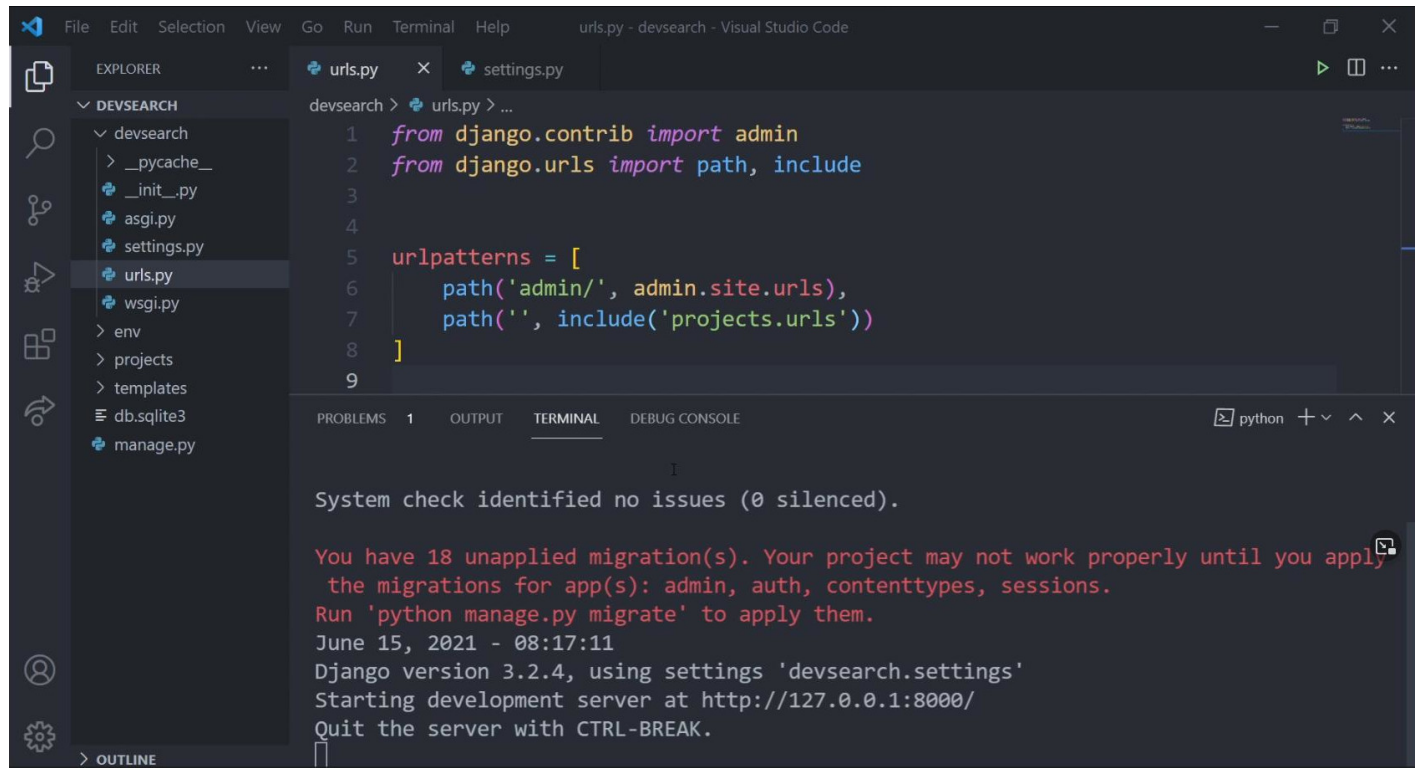 File Edit Selection View Go Run Terminal Help urls.py - devsearch - Visual Studio Code
EXPLORER ...
DEVSEARCH
devsearch
__pycache__
__init__.py
asgi.py
settings.py
urls.py
wsgi.py
env
projects
templates
db.sqlite3
manage.py
OUTLINE
urls.py settings.py
devsearch > urls.py > ...
1 from django.contrib import admin
2 from django.urls import path, include
3
4
5 urlpatterns = [
6 path('admin/', admin.site.urls),
7 path('', include('projects.urls'))
8 ]
9
PROBLEMS 1 OUTPUT TERMINAL DEBUG CONSOLE python
System check identified no issues (0 silenced).
You have 18 unapplied migration(s). Your project may not work properly until you apply
the migrations for app(s): admin, auth, contenttypes, sessions.
Run 'python manage.py migrate' to apply them.
June 15, 2021 - 08:17:11
Django version 3.2.4, using settings 'devsearch.settings'
Starting development server at http://127.0.0.1:8000/
Quit the server with CTRL-BREAK.